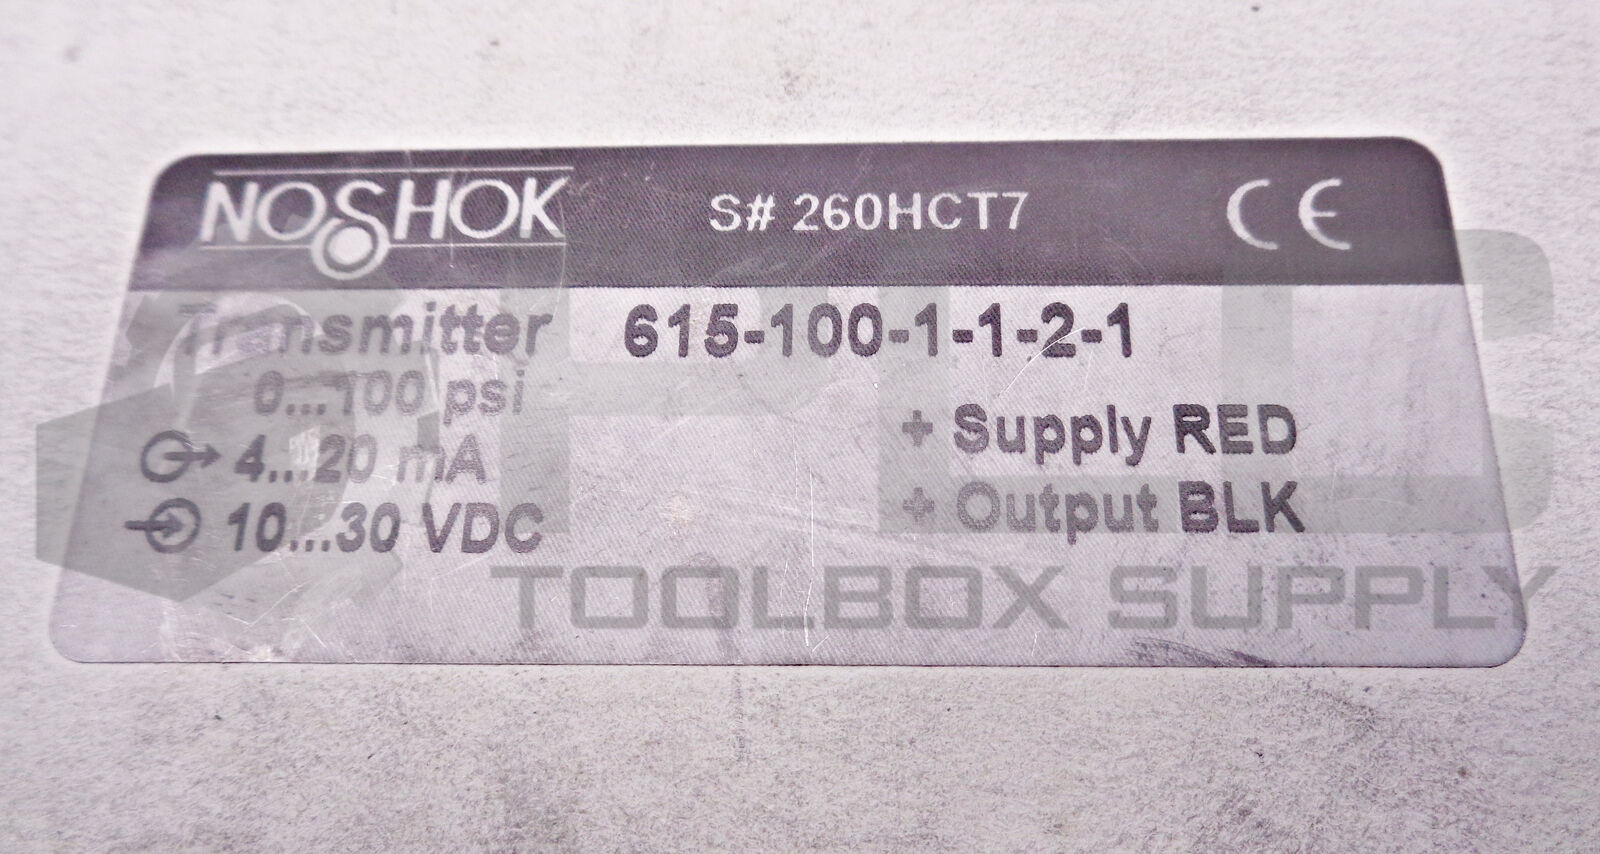 NOSHOK S# 260HCT7 CE
Transmitter 615-100-1-1-2-1
0...100 psi
+ Supply RED
4...20 mA
+ Output BLK
10...30 VDC
TOOLBOX SUPPLY